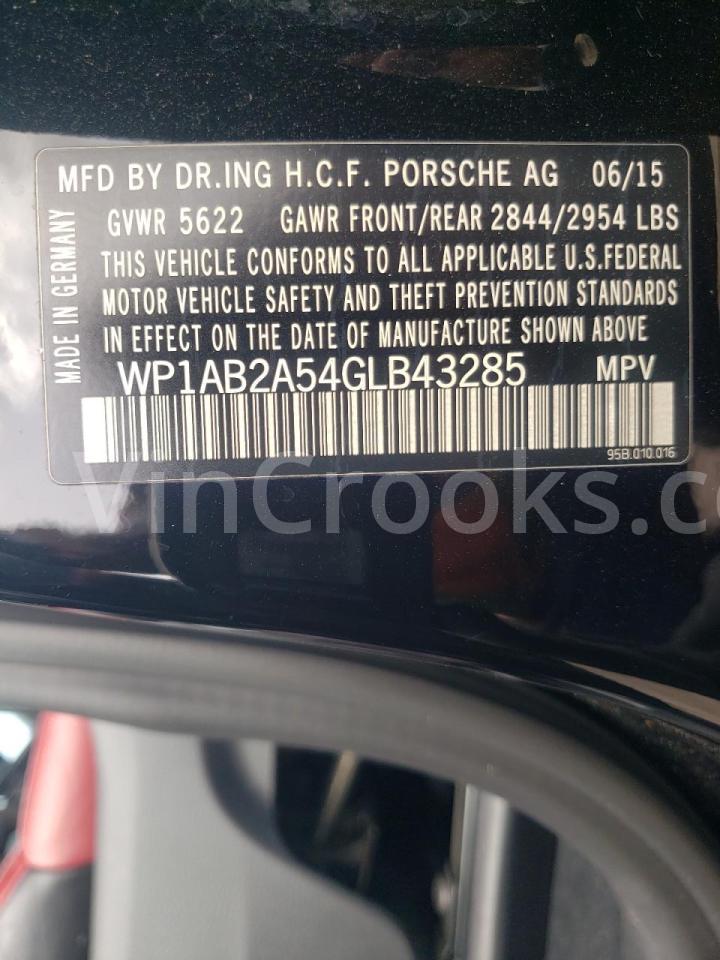 MFD BY DR.ING H.C.F. PORSCHE AG 06/15
GVWR 5622 GAWR FRONT/REAR 2844/2954 LBS
THIS VEHICLE CONFORMS TO ALL APPLICABLE U.S.FEDERAL
MOTOR VEHICLE SAFETY AND THEFT PREVENTION STANDARDS
IN EFFECT ON THE DATE OF MANUFACTURE SHOWN ABOVE
WP1AB2A54GLB43285 MPV
95B.010.016
MADE IN GERMANY
VinCrooks.c